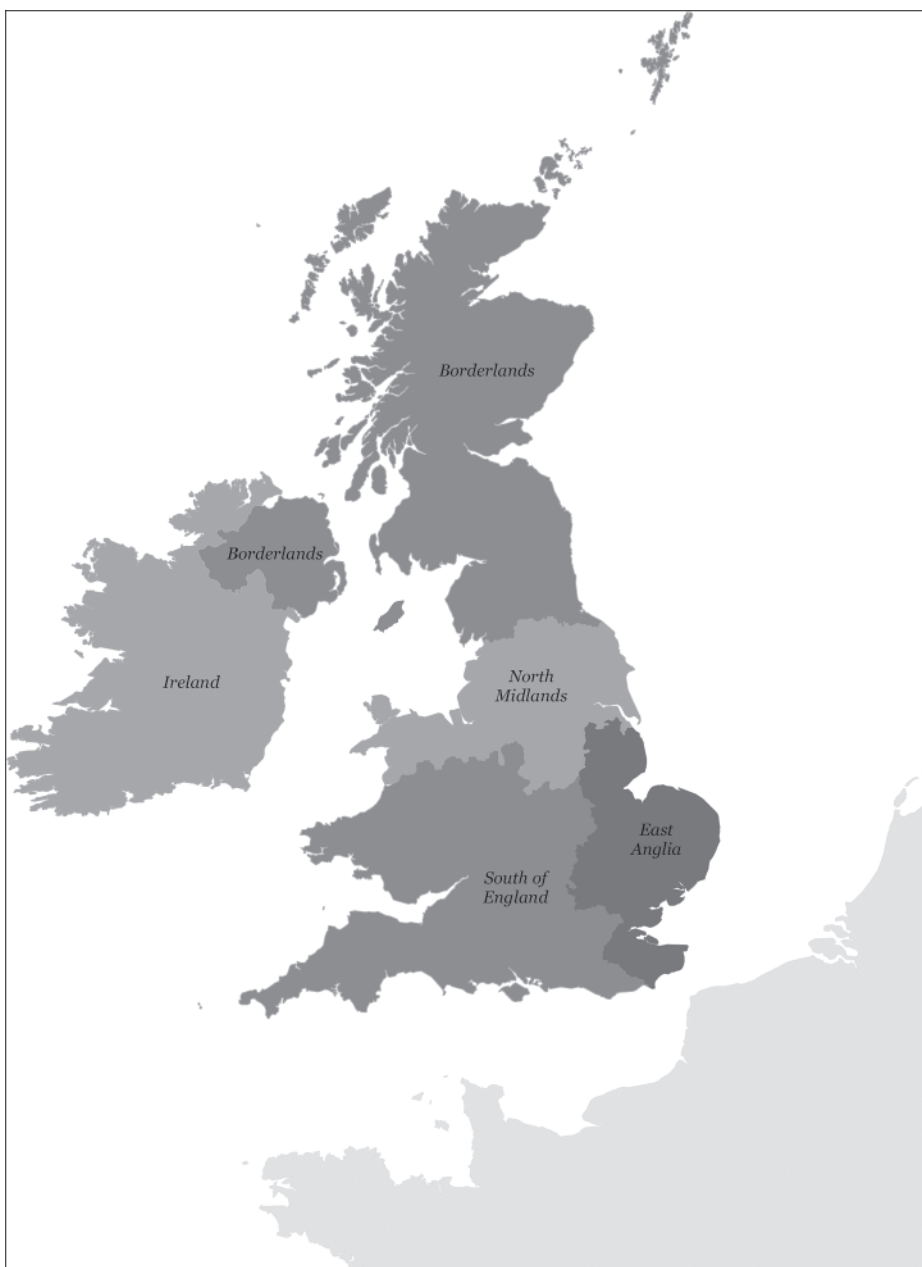 Borderlands
Borderlands
Ireland
North
Midlands
East
Anglia
South of
England